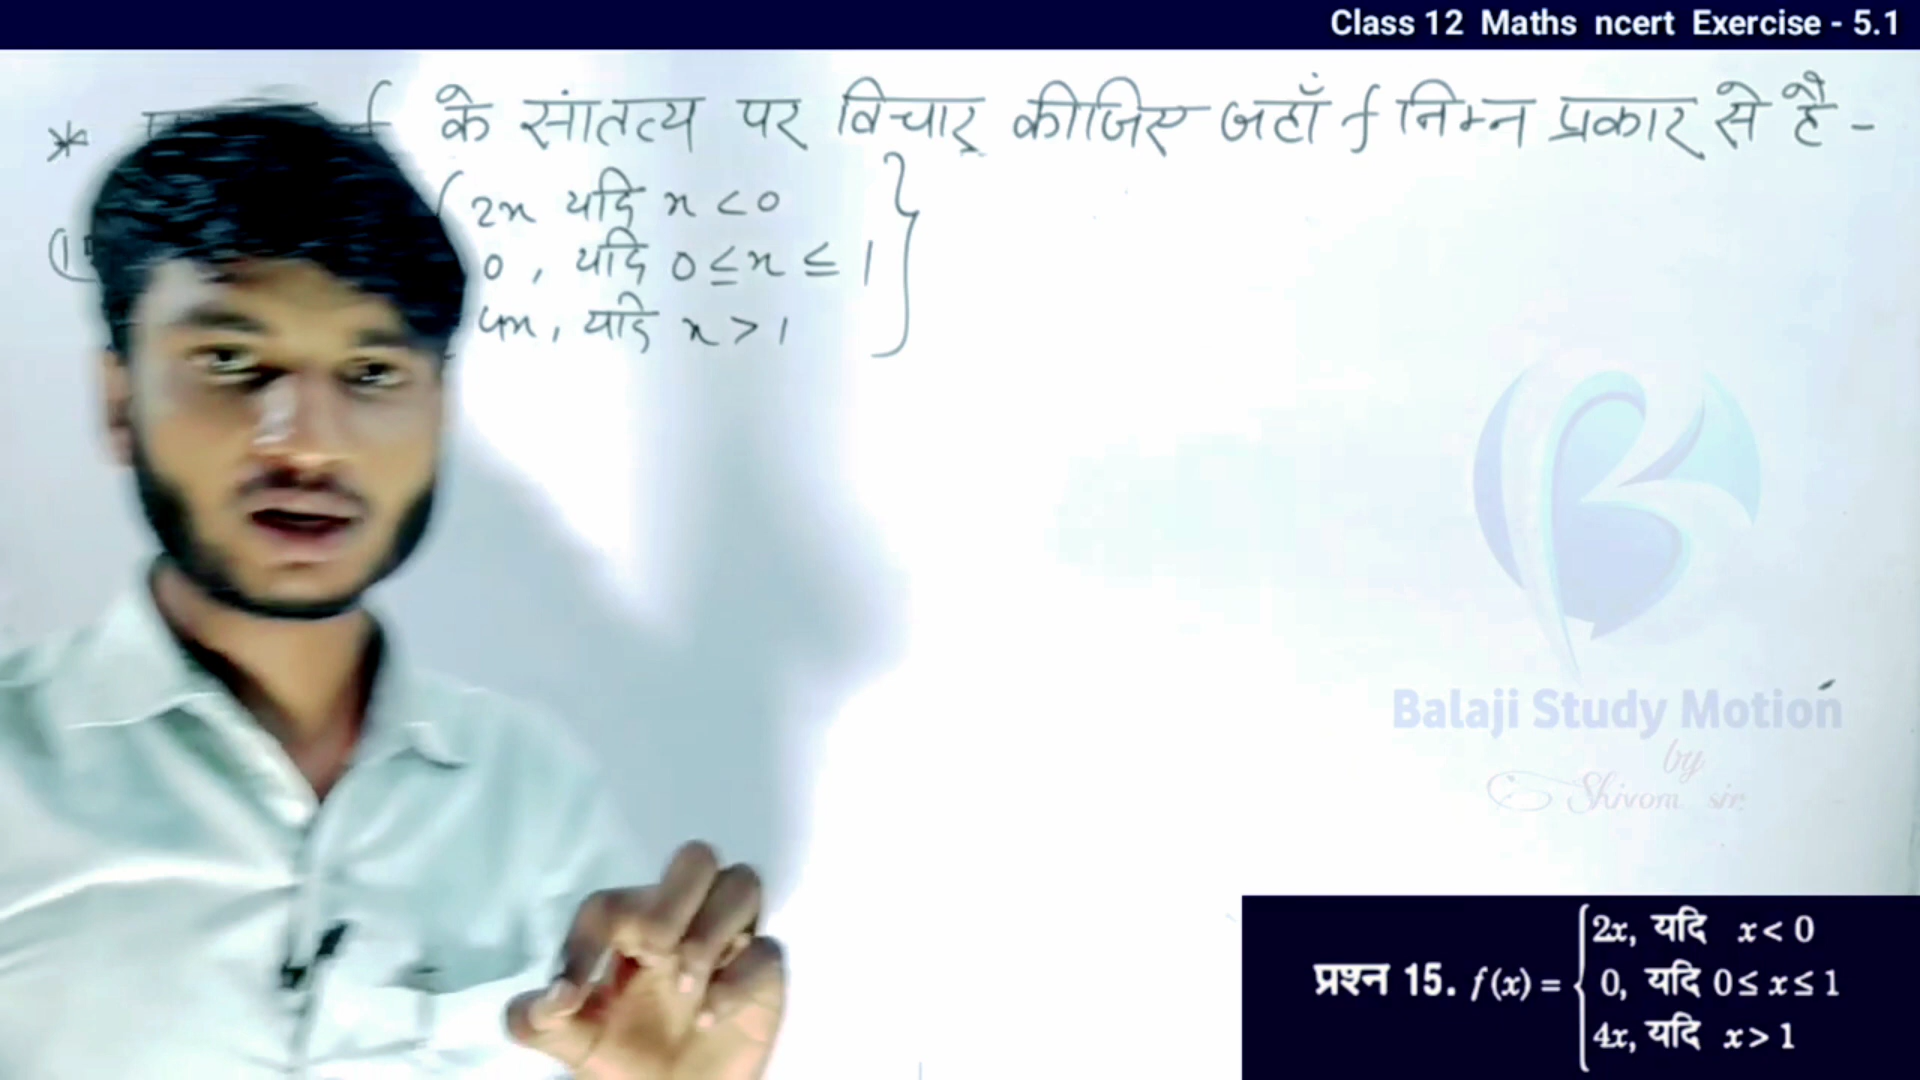 Class 12 Maths ncert Exercise - 5.1
* f के सांतत्य पर विचार कीजिए जहाँ f निम्न प्रकार से है -
2x यदि x < 0
0, यदि 0 ≤ x ≤ 1
4x, यदि x > 1
Balaji Study Motion
by
Shivom sir
प्रश्न 15. f(x) = { 2x, यदि x < 0
0, यदि 0 ≤ x ≤ 1
4x, यदि x > 1